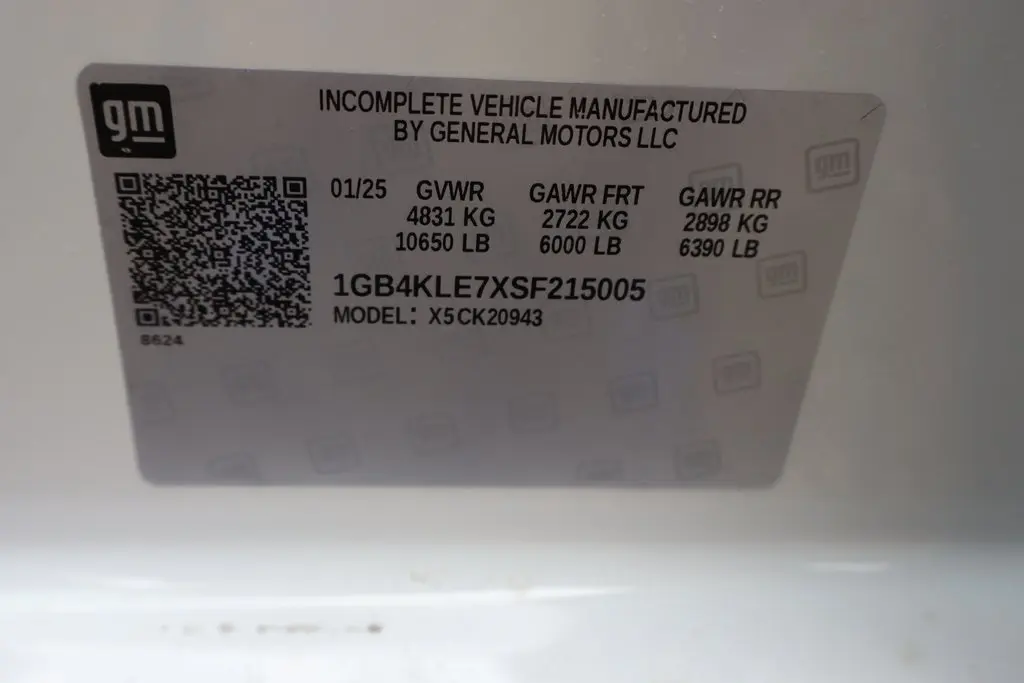 gm
INCOMPLETE VEHICLE MANUFACTURED
BY GENERAL MOTORS LLC
01/25 GVWR GAWR FRT GAWR RR
4831 KG 2722 KG 2898 KG
10650 LB 6000 LB 6390 LB
1GB4KLE7XSF215005
MODEL: X5CK20943
8624